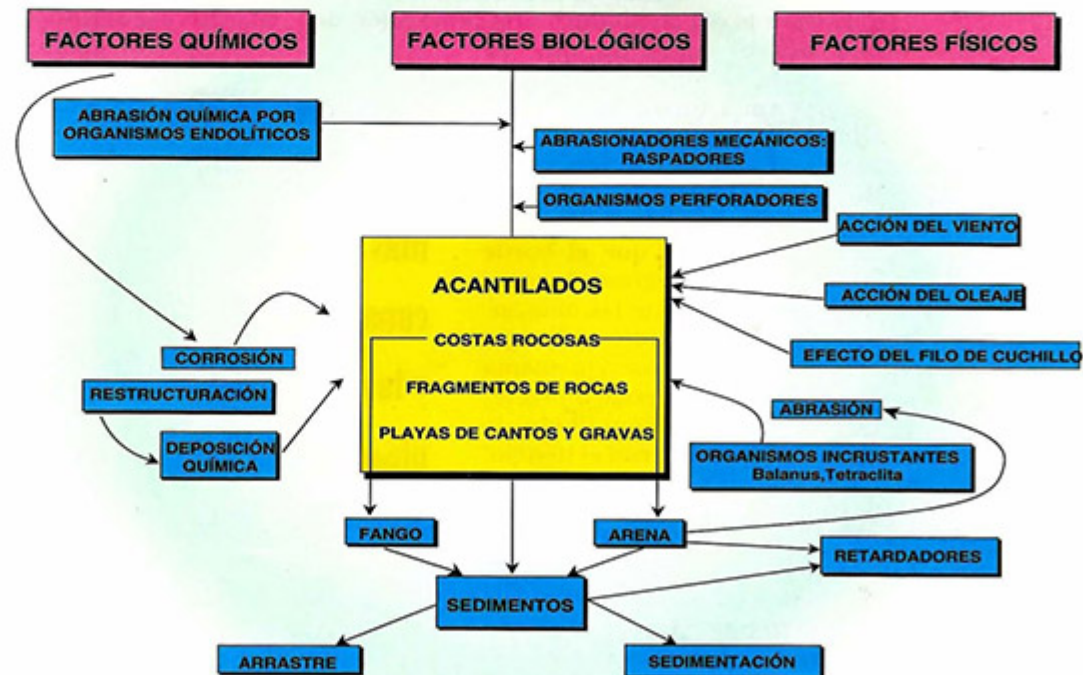 FACTORES QUÍMICOS
FACTORES BIOLÓGICOS
FACTORES FÍSICOS
ABRASIÓN QUÍMICA POR
ORGANISMOS ENDOLÍTICOS
ABRASIONADORES MECÁNICOS:
RASPADORES
ORGANISMOS PERFORADORES
ACCIÓN DEL VIENTO
ACANTILADOS
ACCIÓN DEL OLEAJE
COSTAS ROCOSAS
EFECTO DEL FILO DE CUCHILLO
CORROSIÓN
FRAGMENTOS DE ROCAS
RESTRUCTURACIÓN
ABRASIÓN
PLAYAS DE CANTOS Y GRAVAS
DEPOSICIÓN
QUÍMICA
ORGANISMOS INCRUSTANTES
Balanus,Tetraclita
FANGO
ARENA
RETARDADORES
SEDIMENTOS
ARRASTRE
SEDIMENTACIÓN